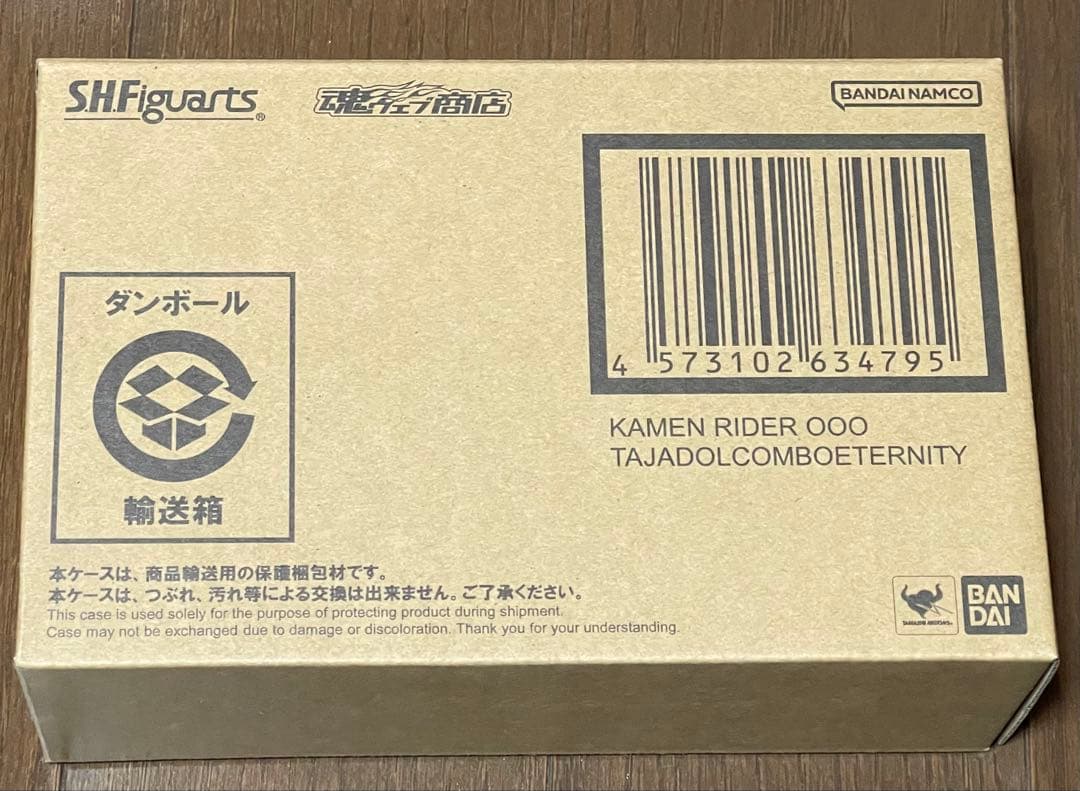 S.H.Figuarts®
魂ウェブ商店
BANDAI NAMCO
4 573102 634795
KAMEN RIDER OOO
TAJADOLCOMBOETERNITY
ダンボール
輸送箱
本ケースは、商品輸送用の保護梱包材です。
本ケースは、つぶれ、汚れ等による交換は出来ません。ご了承ください。
This case is used solely for the purpose of protecting product during shipment.
Case may not be exchanged due to damage or discoloration. Thank you for your understanding.
TAMASHII NATIONS
BAN
DAI